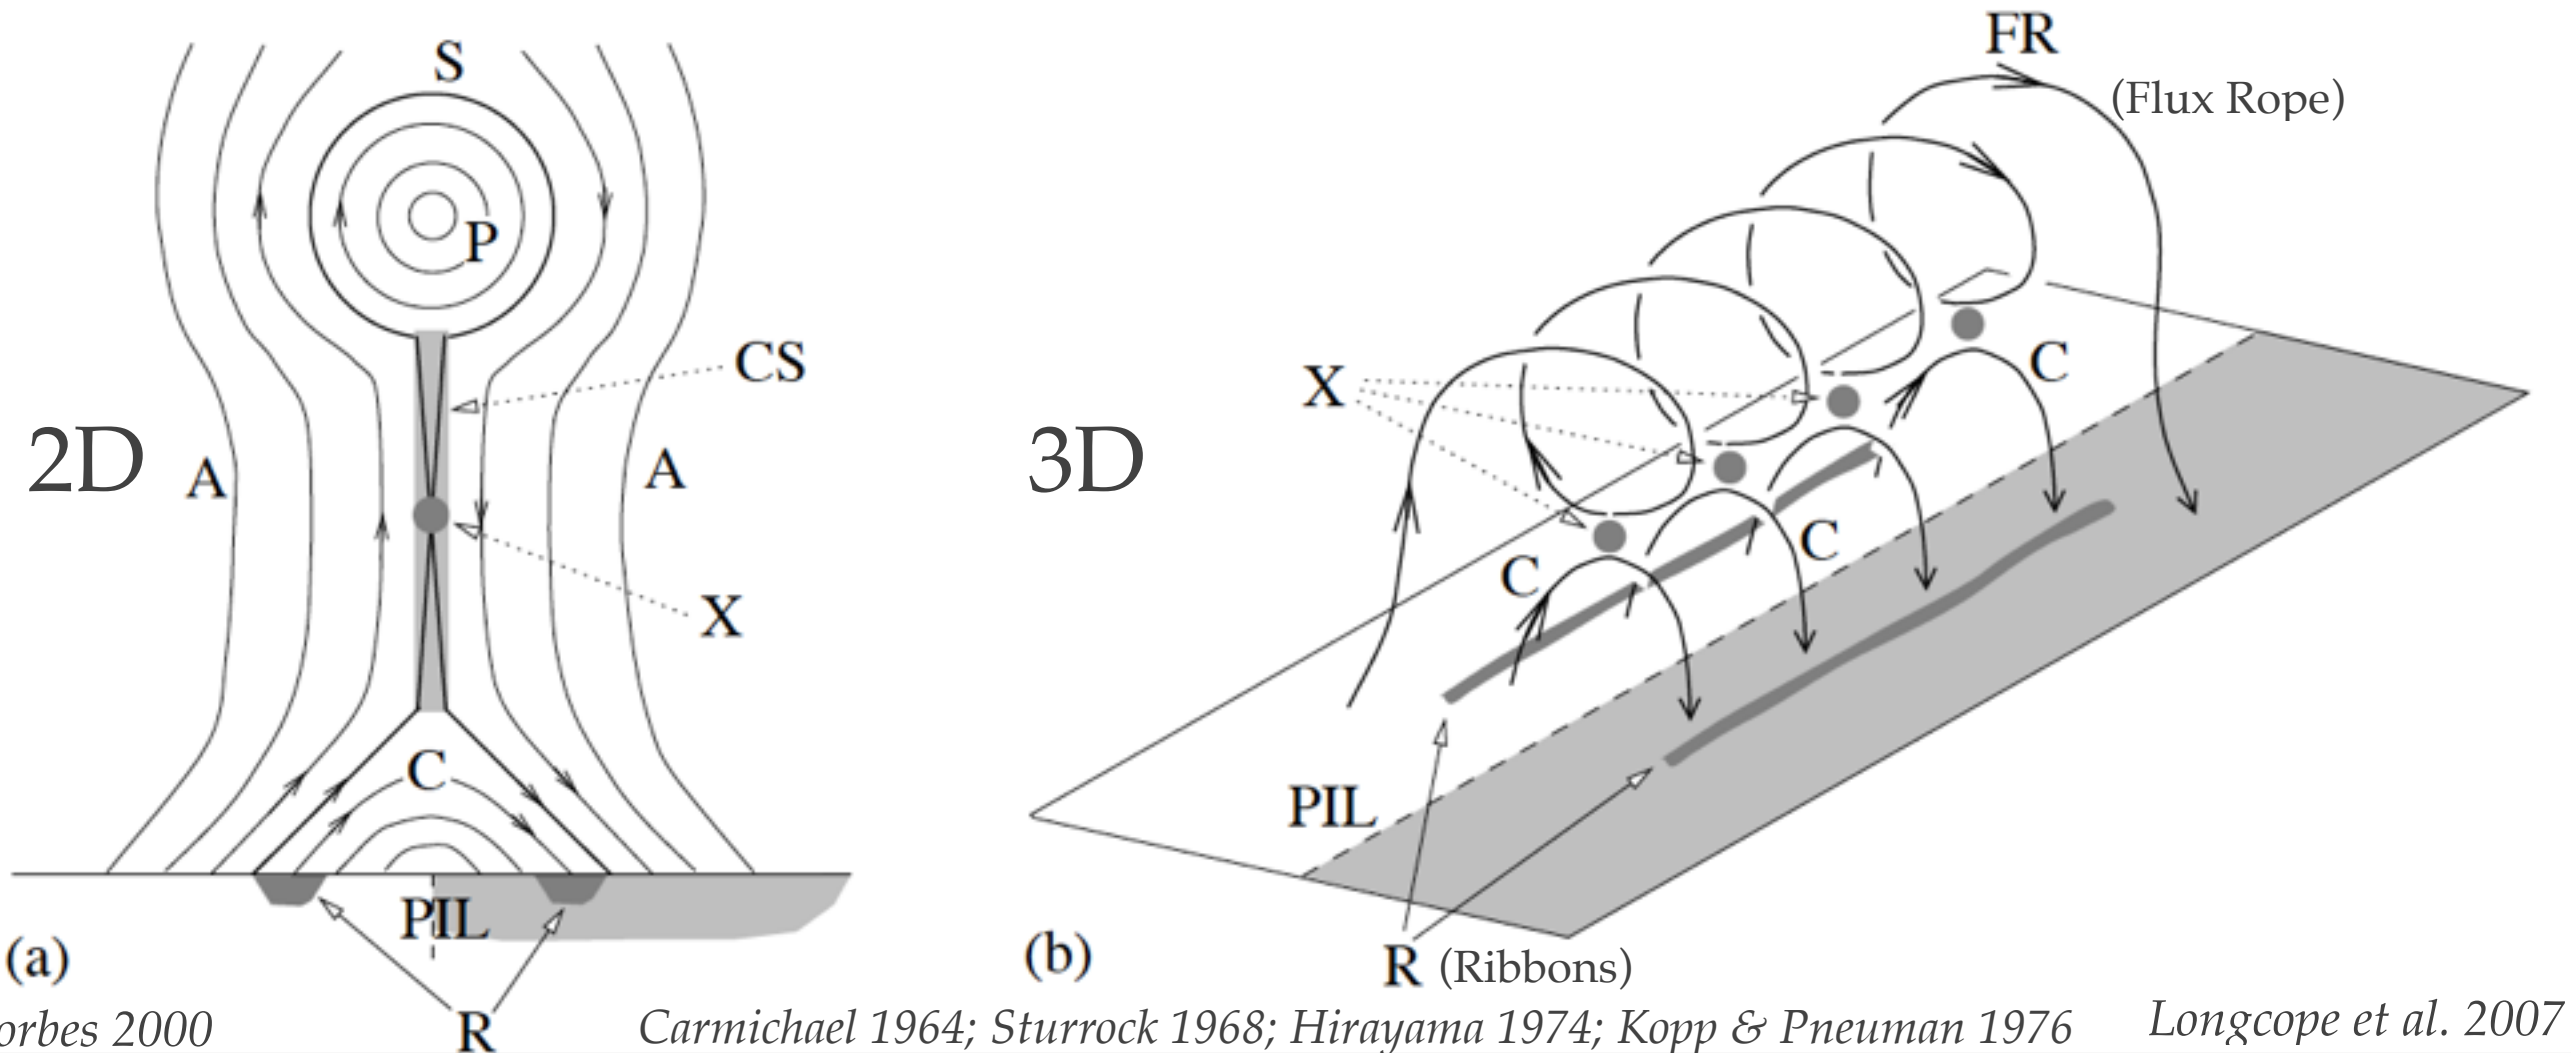 S
P
CS
2D
A
A
X
C
PIL
(a)
R
orbes 2000
FR
(Flux Rope)
X
3D
C
C
C
PIL
(b)
R (Ribbons)
Carmichael 1964; Sturrock 1968; Hirayama 1974; Kopp & Pneuman 1976
Longcope et al. 2007